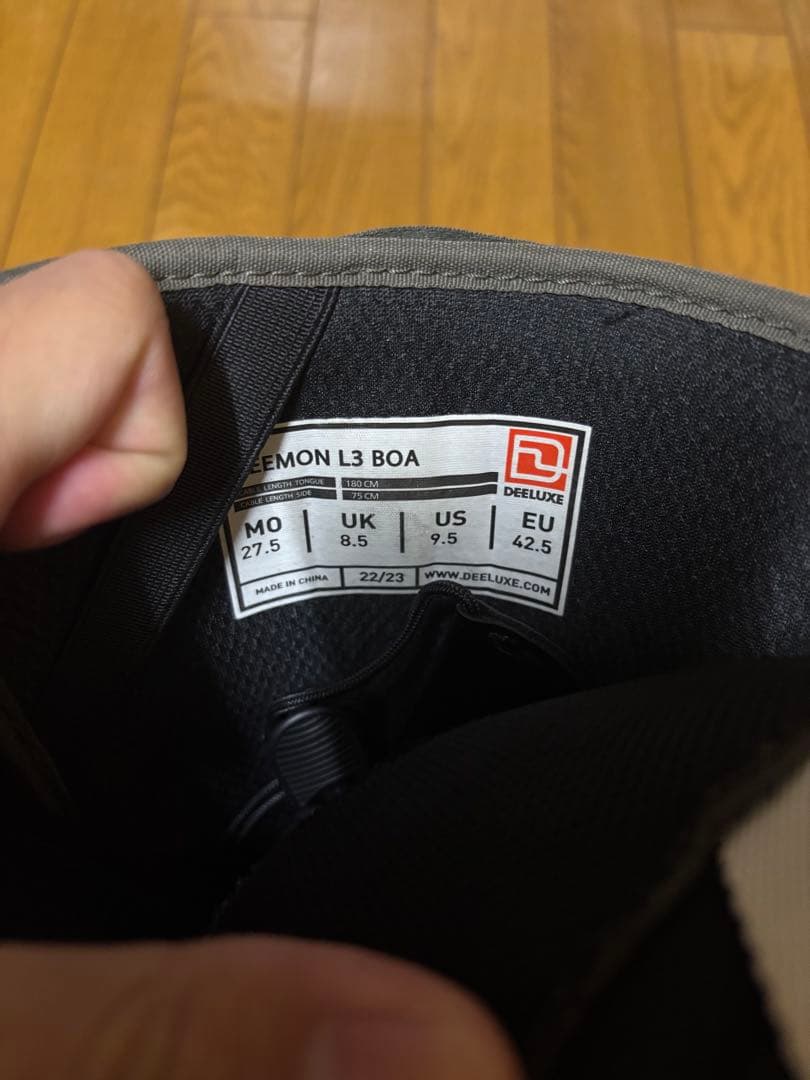 EEMON L3 BOA
DEELUXE
CABLE LENGTH TONGUE 180 CM
CABLE LENGTH SIDE 75 CM
MO UK US EU
27.5 8.5 9.5 42.5
MADE IN CHINA 22/23 WWW.DEELUXE.COM